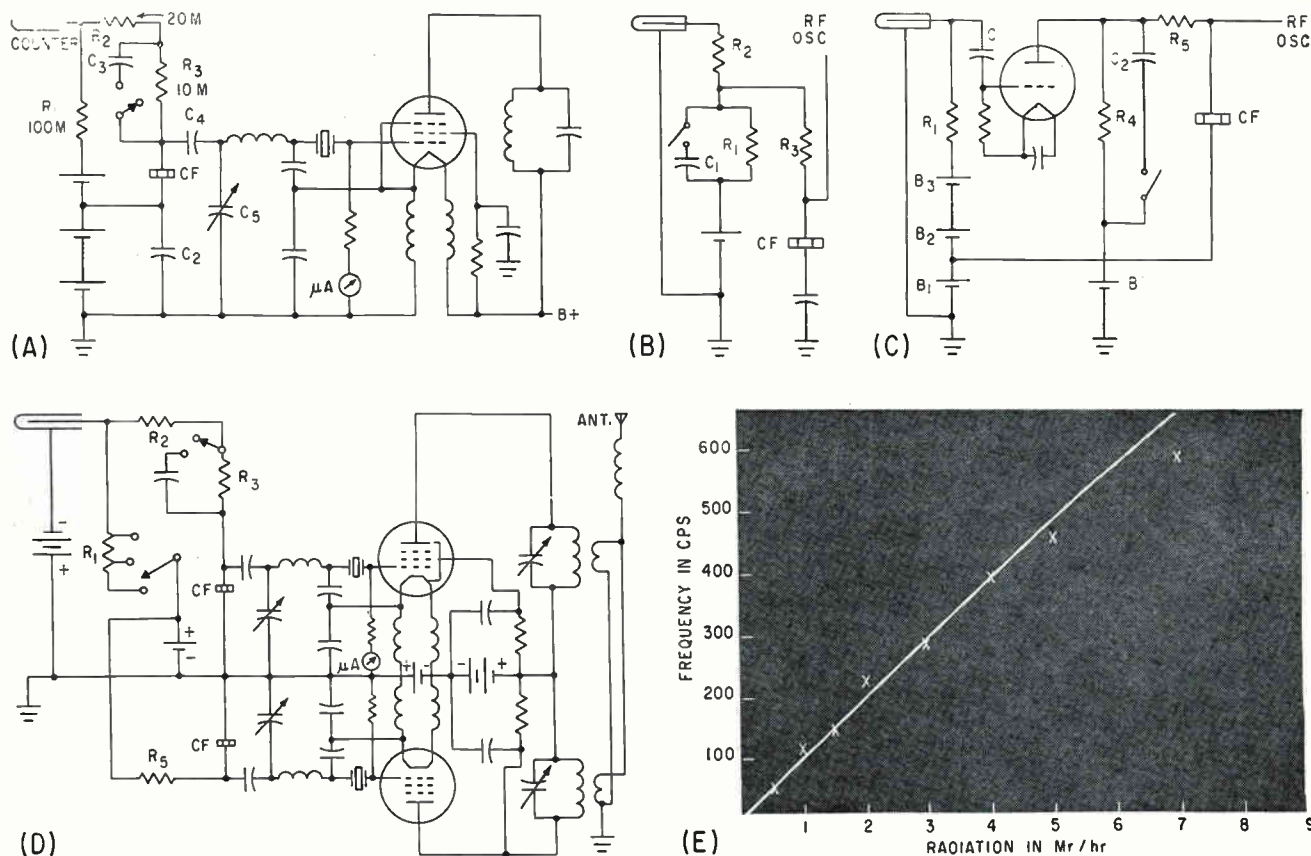 20M
COUNTER
R2
C3
R3
10 M
R
100M
C4
CF
C5
C2
μA
B+
(A)
RF
OSC
R2
C1
R1
R3
CF
(B)
C
RF
OSC
R5
C2
R1
R4
CF
B3
B2
B1
B
(C)
ANT.
R2
R3
R1
CF
+
-
-
+
μA
+
-
-
+
CF
R5
(D)
FREQUENCY IN CPS
600
500
400
300
200
100
1 2 3 4 5 6 7 8 9
RADIATION IN Mr/hr
(E)